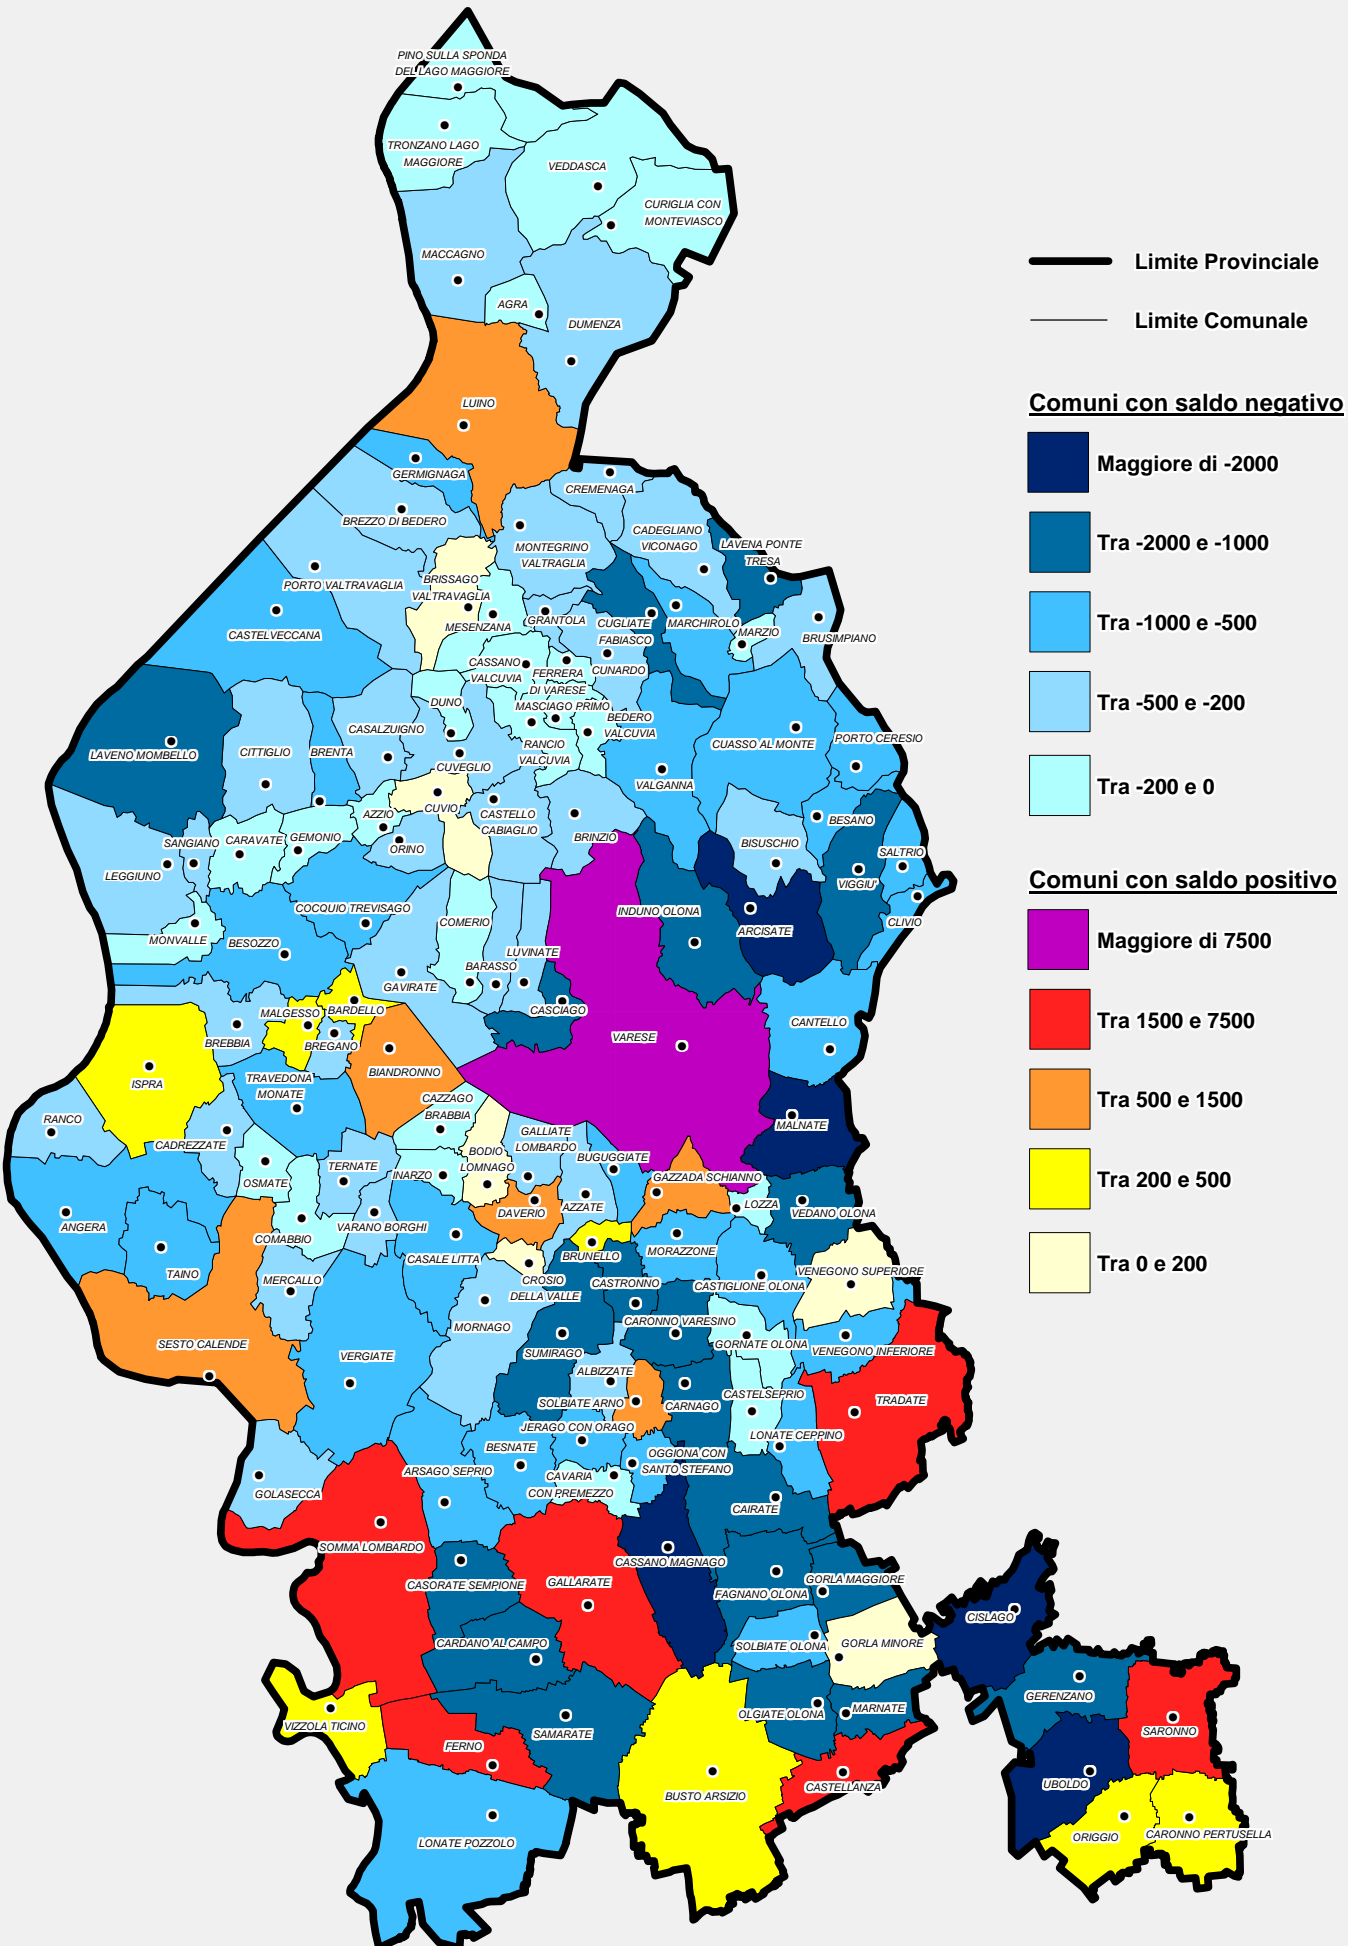 PINO SULLA SPONDA
DEL LAGO MAGGIORE
TRONZANO LAGO
MAGGIORE
VEDDASCA
CURIGLIA CON
MONTEVIASCO
MACCAGNO
AGRA
DUMENZA
LUINO
GERMIGNAGA
CREMENAGA
BREZZO DI BEDERO
MONTEGRINO
VALTRAGLIA
CADEGLIANO
VICONAGO
LAVENA PONTE
TRESA
PORTO VALTRAVAGLIA
BRISSAGO
VALTRAVAGLIA
MESENZANA
GRANTOLA
CUGLIATE
FABIASCO
MARCHIROLO
MARZIO
BRUSIMPIANO
CASTELVECCANA
CASSANO
VALCUVIA
FERRERA
DI VARESE
CUNARDO
MASCIAGO PRIMO
DUNO
BEDERO
VALCUVIA
RANCIO
VALCUVIA
CASALZUIGNO
CUVEGLIO
LAVENO MOMBELLO
CITTIGLIO
BRENTA
CUASSO AL MONTE
PORTO CERESIO
VALGANNA
CUVIO
CASTELLO
CABIAGLIO
AZZIO
ORINO
BRINZIO
BESANO
BISUSCHIO
SALTRIO
VIGGIU'
CLIVIO
SANGIANO
CARAVATE
GEMONIO
LEGGIUNO
COCQUIO TREVISAGO
COMERIO
INDUNO OLONA
ARCISATE
MONVALLE
BESOZZO
LUVINATE
BARASSO
GAVIRATE
CASCIAGO
MALGESSO
BARDELLO
BREBBIA
BREGANO
BIANDRONNO
VARESE
CANTELLO
ISPRA
TRAVEDONA
MONATE
CAZZAGO
BRABBIA
RANCO
CADREZZATE
MALNATE
BODIO
LOMNAGO
GALLIATE
LOMBARDO
BUGUGGIATE
OSMATE
TERNATE
INARZO
GAZZADA SCHIANNO
LOZZA
VEDANO OLONA
ANGERA
COMABBIO
VARANO BORGHI
DAVERIO
AZZATE
TAINO
CASALE LITTA
BRUNELLO
MORAZZONE
MERCALLO
CROSIO
DELLA VALLE
CASTRONNO
CASTIGLIONE OLONA
VENEGONO SUPERIORE
MORNAGO
CARONNO VARESINO
SESTO CALENDE
VERGIATE
SUMIRAGO
GORNATE OLONA
VENEGONO INFERIORE
ALBIZZATE
SOLBIATE ARNO
CARNAGO
CASTELSEPRIO
TRADATE
JERAGO CON ORAGO
LONATE CEPPINO
BESNATE
OGGIONA CON
SANTO STEFANO
ARSAGO SEPRIO
CAVARIA
CON PREMEZZO
GOLASECCA
CAIRATE
SOMMA LOMBARDO
CASSANO MAGNAGO
CASORATE SEMPIONE
GALLARATE
FAGNANO OLONA
GORLA MAGGIORE
CISLAGO
CARDANO AL CAMPO
SOLBIATE OLONA
GORLA MINORE
GERENZANO
VIZZOLA TICINO
OLGIATE OLONA
MARNATE
SARONNO
FERNO
SAMARATE
BUSTO ARSIZIO
CASTELLANZA
UBOLDO
LONATE POZZOLO
ORIGGIO
CARONNO PERTUSELLA
Limite Provinciale
Limite Comunale
Comuni con saldo negativo
Maggiore di -2000
Tra -2000 e -1000
Tra -1000 e -500
Tra -500 e -200
Tra -200 e 0
Comuni con saldo positivo
Maggiore di 7500
Tra 1500 e 7500
Tra 500 e 1500
Tra 200 e 500
Tra 0 e 200